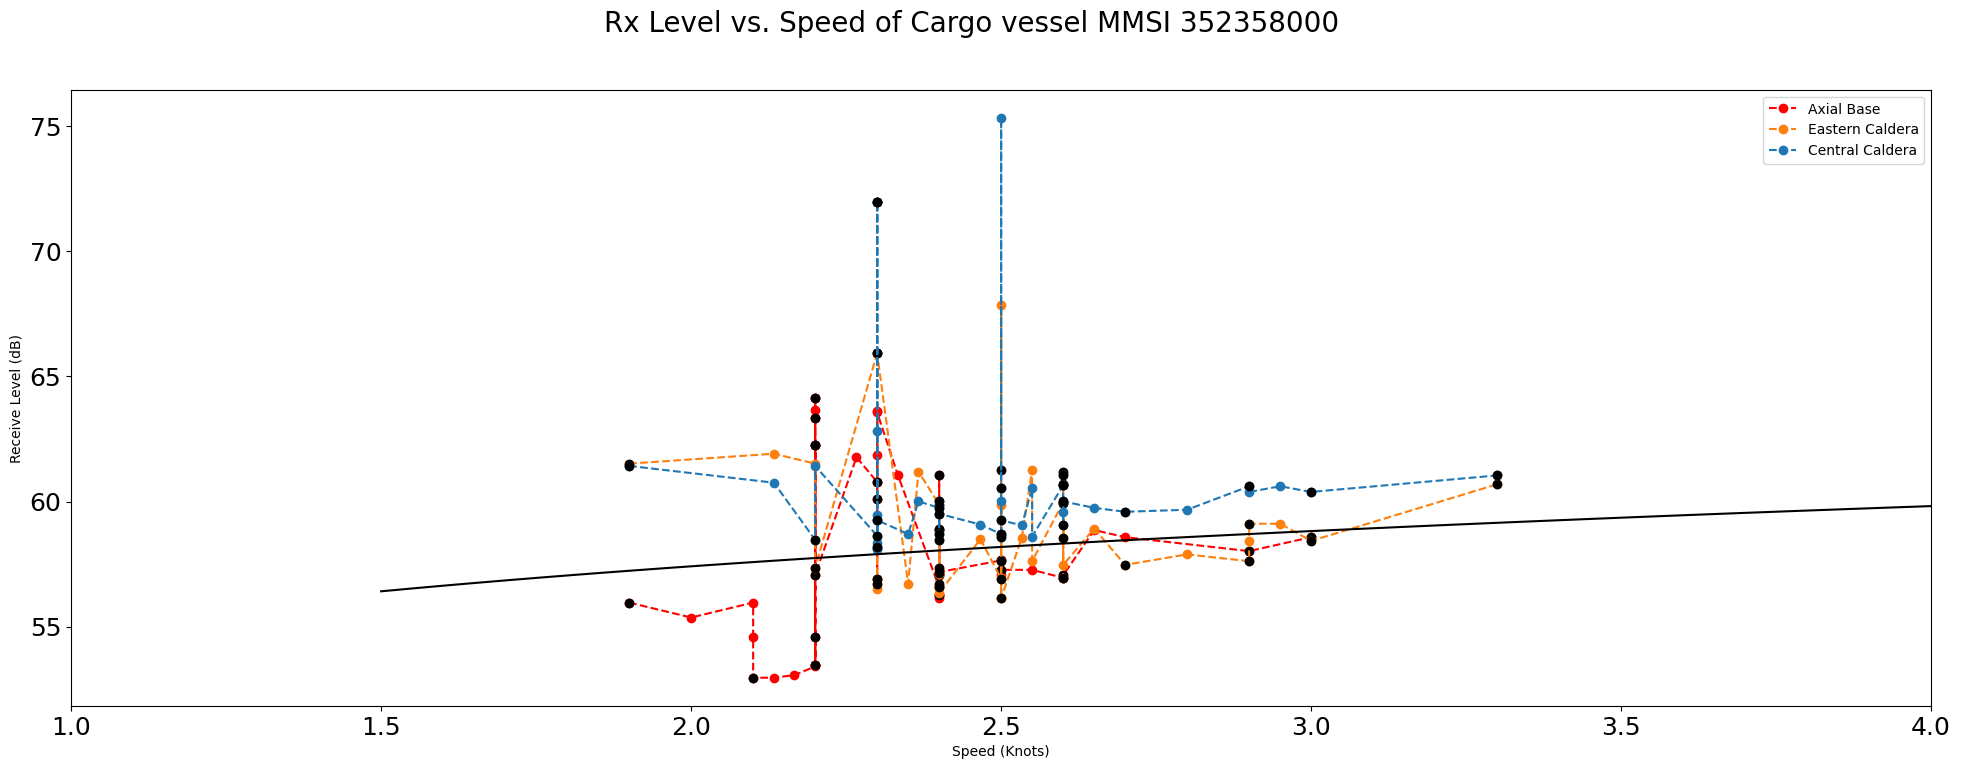 Rx Level vs. Speed of Cargo vessel MMSI 352358000
Axial Base
Eastern Caldera
Central Caldera
75
70
65
60
55
Receive Level (dB)
1.0 1.5 2.0 2.5 3.0 3.5 4.0
Speed (Knots)